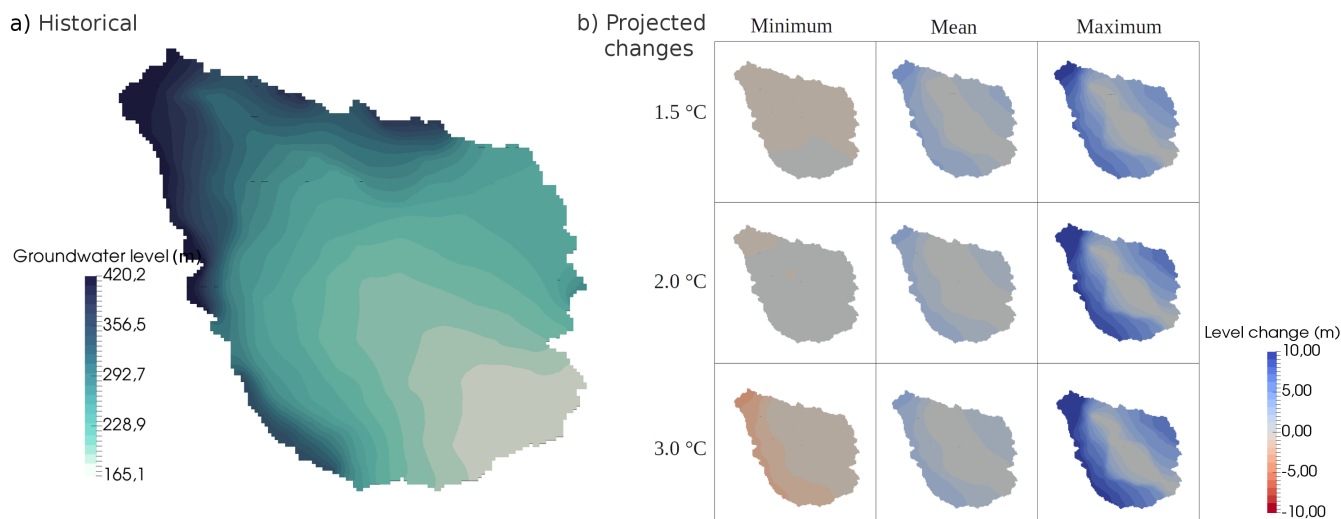 a) Historical
Groundwater level (m)
420,2
356,5
292,7
228,9
165,1
b) Projected
changes
Minimum
Mean
Maximum
1.5 °C
2.0 °C
3.0 °C
Level change (m)
10,00
5,00
0,00
-5,00
-10,00